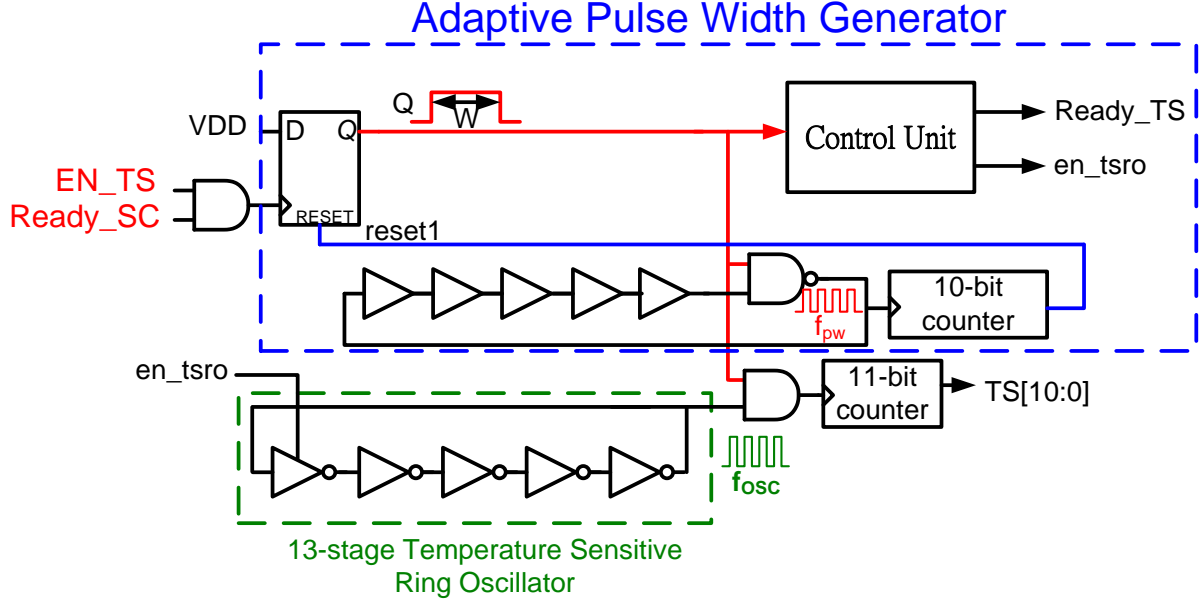 Adaptive Pulse Width Generator
Q
W
VDD
D
Q
Control Unit
Ready_TS
en_tsro
EN_TS
Ready_SC
RESET
reset1
10-bit
counter
fpw
en_tsro
11-bit
counter
TS[10:0]
fosc
13-stage Temperature Sensitive
Ring Oscillator